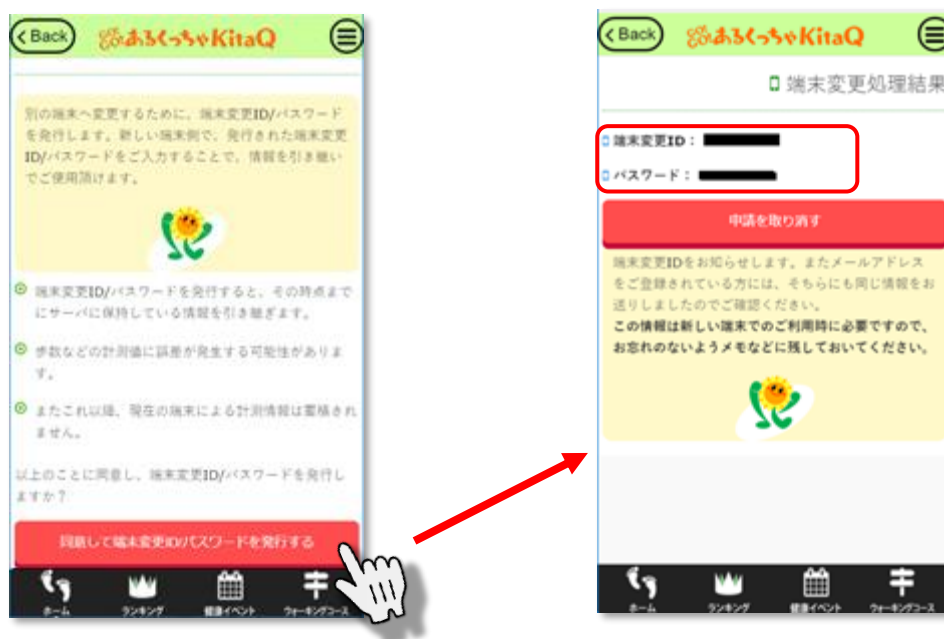 Back
あるくっちゃKitaQ
別の端末へ変更するために、端末変更ID/パスワード
を発行します。新しい端末側で、発行された端末変更
ID/パスワードをご入力することで、情報を引き継い
でご使用頂けます。
端末変更ID/パスワードを発行すると、その時点まで
にサーバに保持している情報を引き継ぎます。
歩数などの計測値に誤差が発生する可能性がありま
す。
またこれ以降、現在の端末による計測情報は蓄積され
ません。
以上のことに同意し、端末変更ID/パスワードを発行し
ますか？
同意して端末変更ID/パスワードを発行する
ホーム
ランキング
健康イベント
ウォーキングコース
Back
あるくっちゃKitaQ
端末変更処理結果
端末変更ID：
パスワード：
申請を取り消す
端末変更IDをお知らせします。またメールアドレス
をご登録されている方には、そちらにも同じ情報をお
送りしましたのでご確認ください。
この情報は新しい端末でのご利用時に必要ですので、
お忘れのないようメモなどに残しておいてください。
ホーム
ランキング
健康イベント
ウォーキングコース